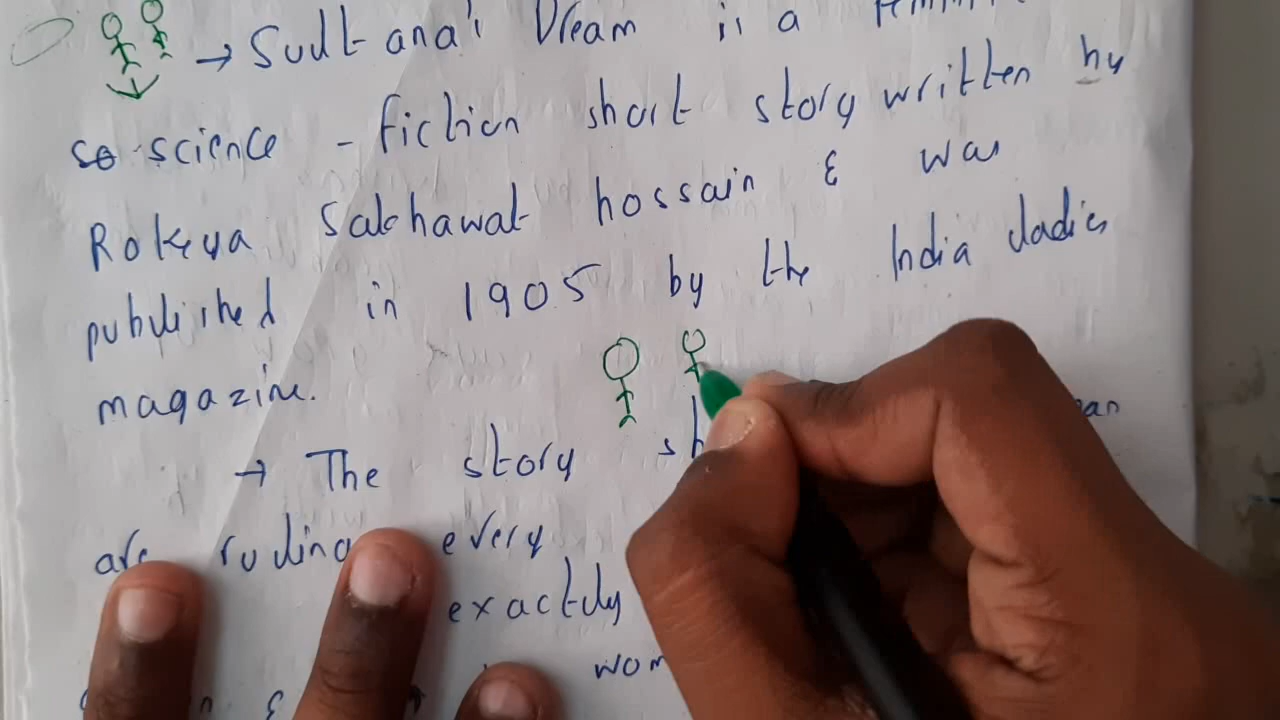 → Sultana's Dream is a
so science - fiction short story written by
Rokeya Sakhawat hossain & was
published in 1905 by the India Ladies
magazine.
→ The story
are ruling every
exactly
&